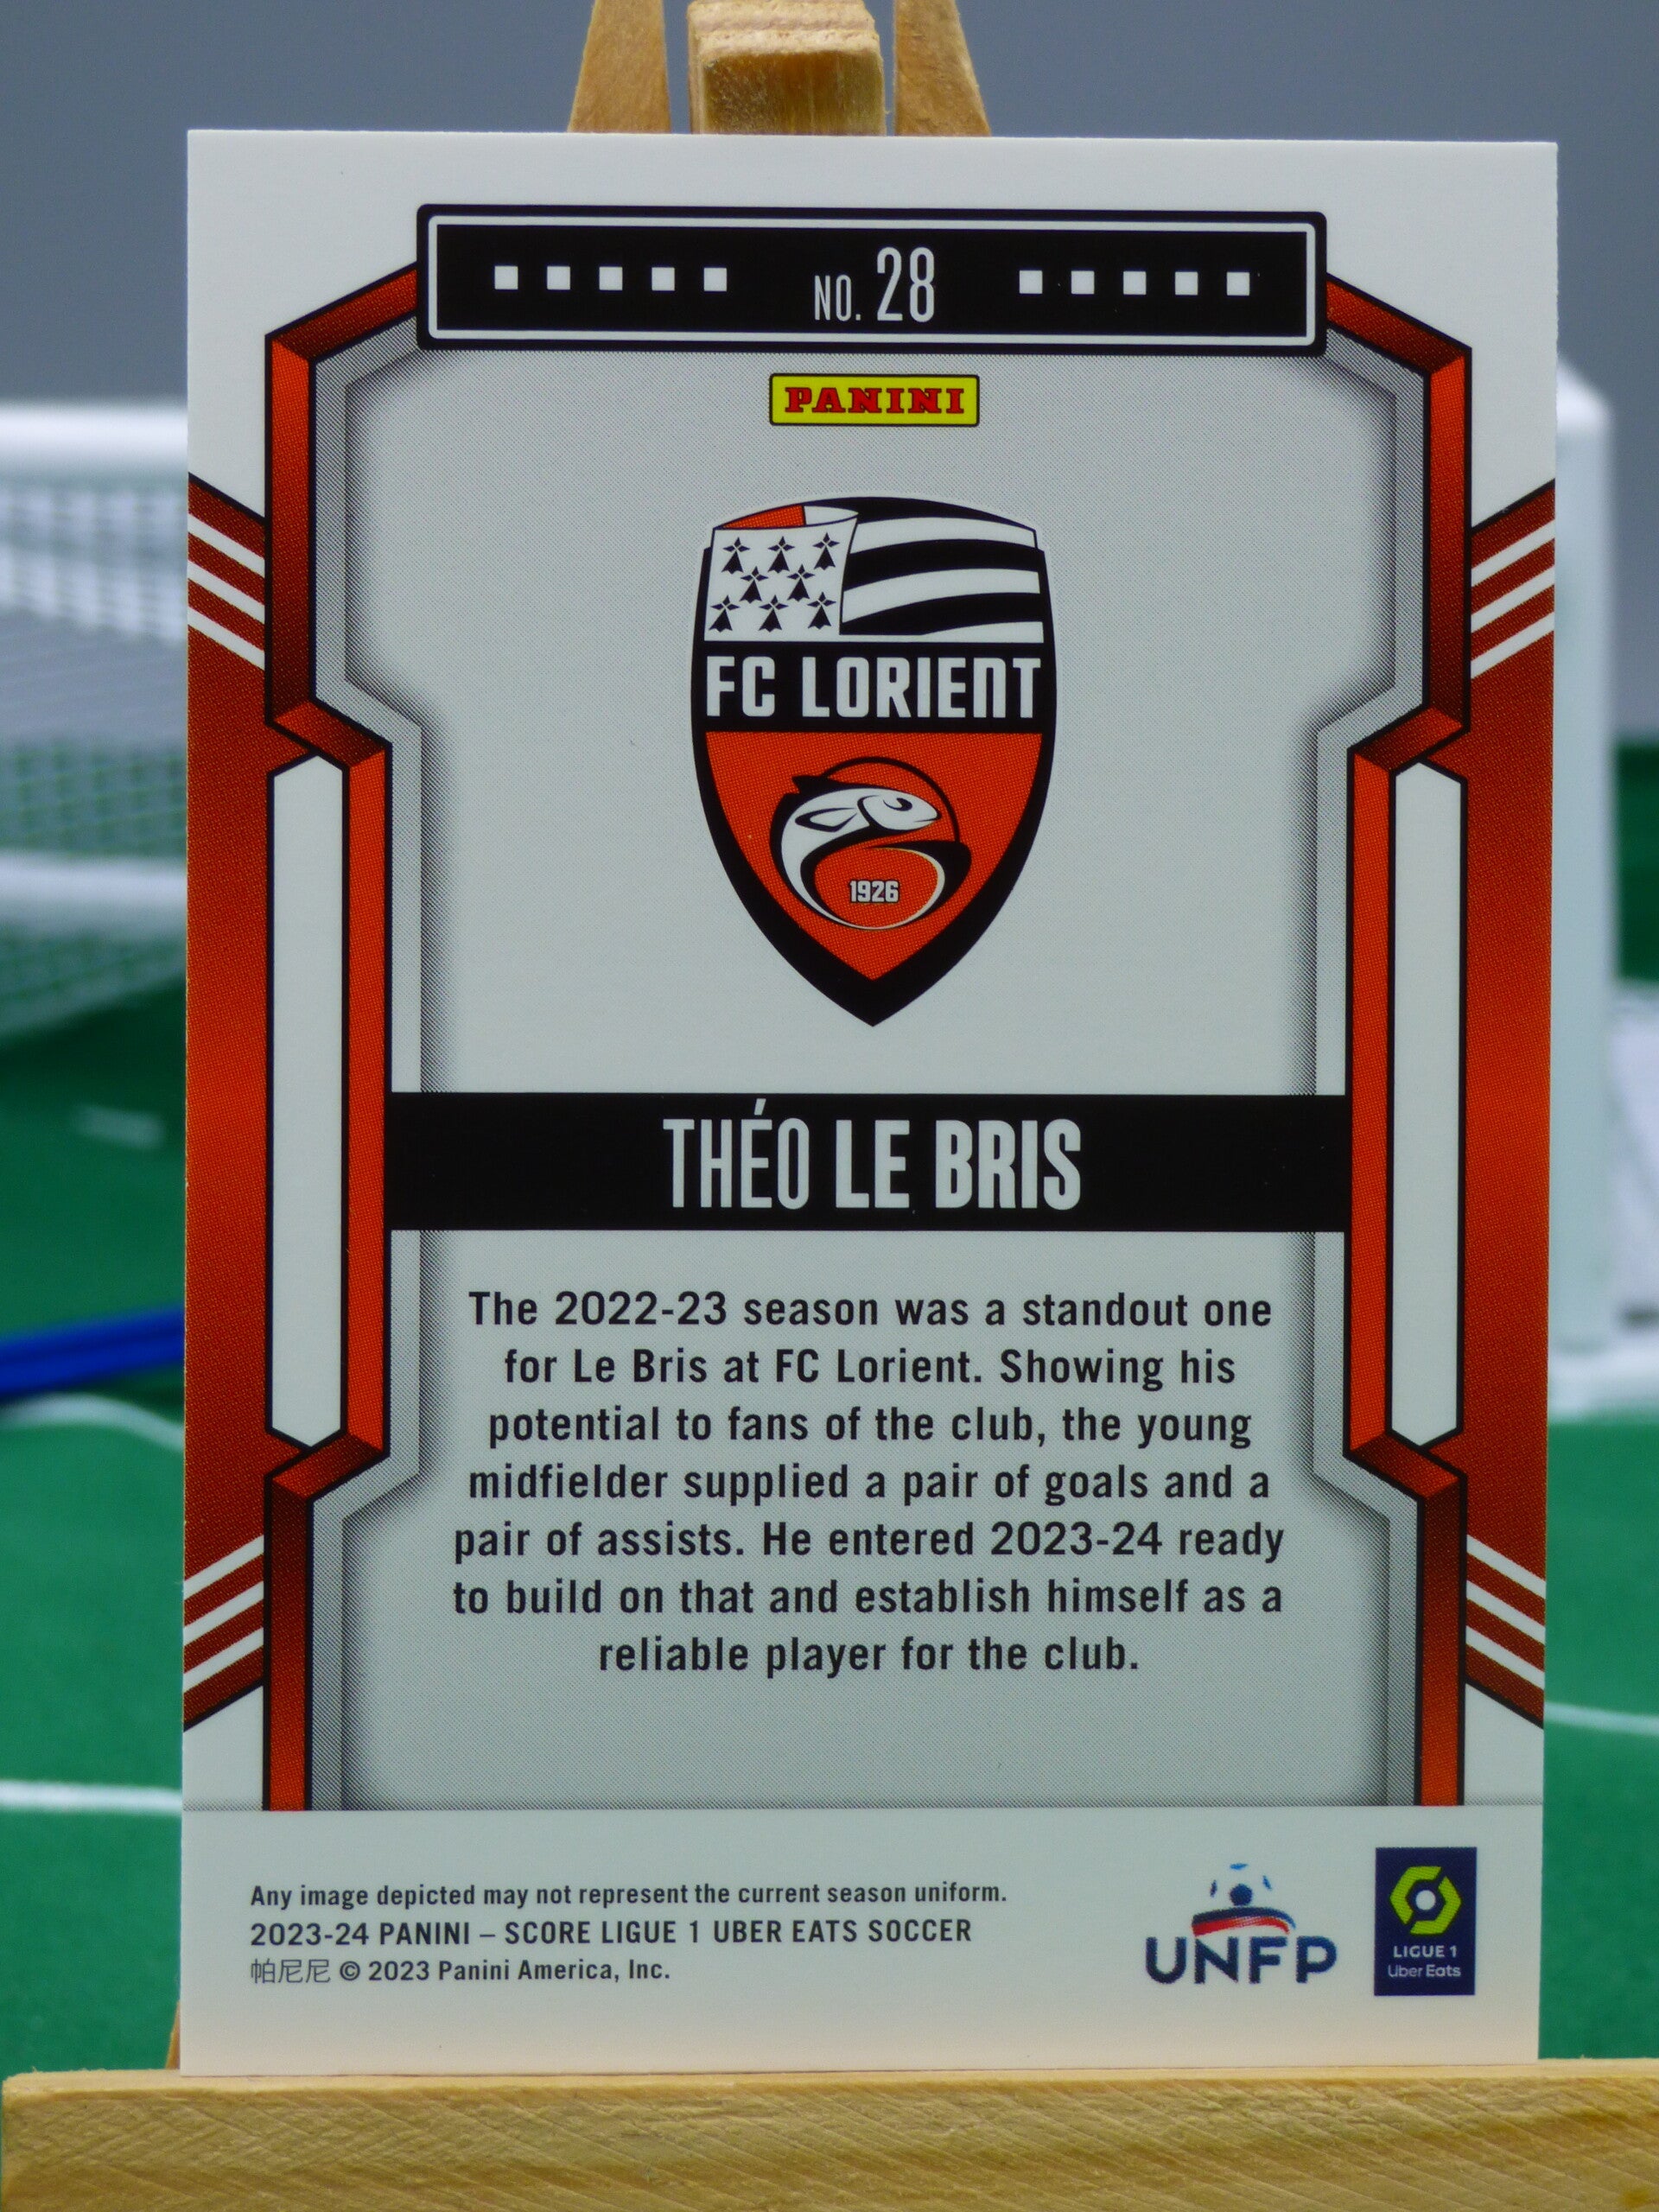 NO. 28
PANINI
FC LORIENT
1926
THÉO LE BRIS
The 2022-23 season was a standout one
for Le Bris at FC Lorient. Showing his
potential to fans of the club, the young
midfielder supplied a pair of goals and a
pair of assists. He entered 2023-24 ready
to build on that and establish himself as a
reliable player for the club.
Any image depicted may not represent the current season uniform.
2023-24 PANINI – SCORE LIGUE 1 UBER EATS SOCCER
帕尼尼 © 2023 Panini America, Inc.
UNFP
LIGUE 1
Uber Eats